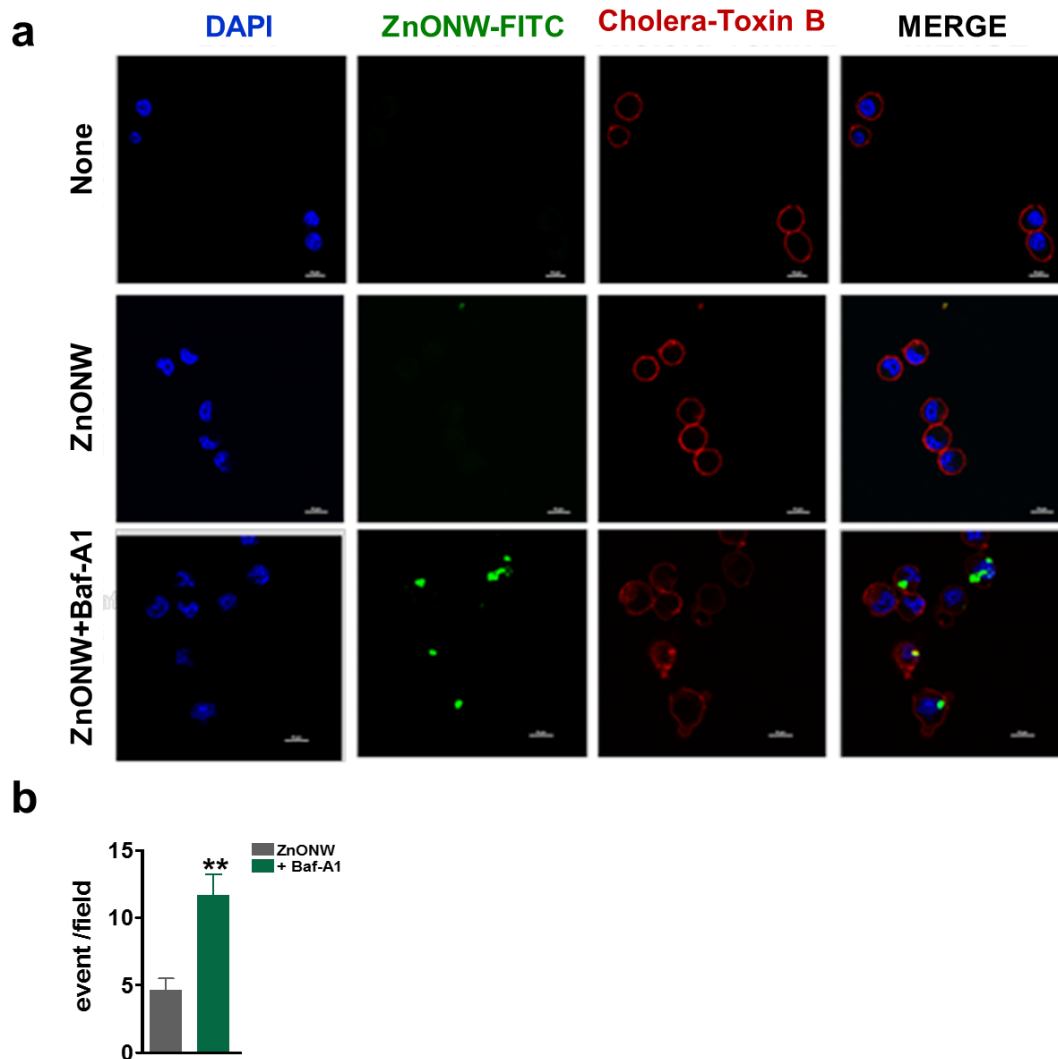 a
DAPI
ZnONW-FITC
Cholera-Toxin B
MERGE
None
ZnONW
ZnONW+Baf-A1
b
15
10
5
0
event /field
**
ZnONW
+ Baf-A1